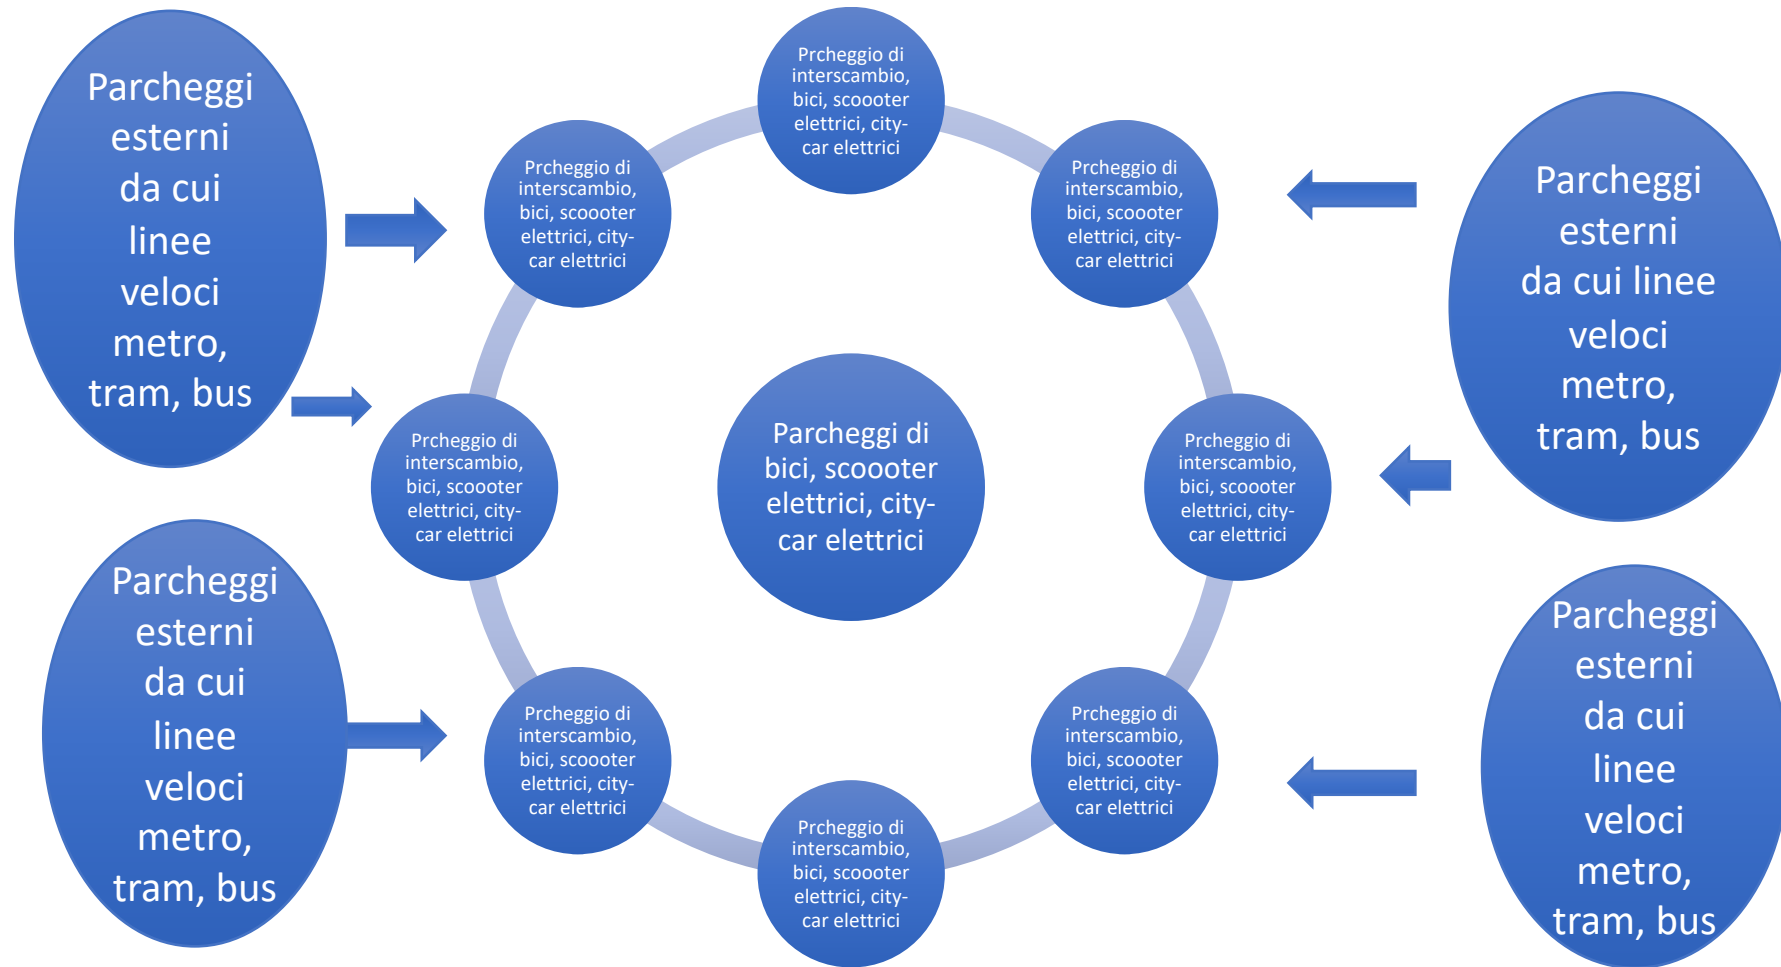 Parcheggi
esterni
da cui
linee
veloci
metro,
tram, bus
Prcheggio di
interscambio,
bici, scoooter
elettrici, city-
car elettrici
Prcheggio di
interscambio,
bici, scoooter
elettrici, city-
car elettrici
Prcheggio di
interscambio,
bici, scoooter
elettrici, city-
car elettrici
Parcheggi
esterni
da cui linee
veloci
metro,
tram, bus
Prcheggio di
interscambio,
bici, scoooter
elettrici, city-
car elettrici
Parcheggi di
bici, scoooter
elettrici, city-
car elettrici
Prcheggio di
interscambio,
bici, scoooter
elettrici, city-
car elettrici
Parcheggi
esterni
da cui
linee
veloci
metro,
tram, bus
Prcheggio di
interscambio,
bici, scoooter
elettrici, city-
car elettrici
Prcheggio di
interscambio,
bici, scoooter
elettrici, city-
car elettrici
Prcheggio di
interscambio,
bici, scoooter
elettrici, city-
car elettrici
Parcheggi
esterni
da cui
linee
veloci
metro,
tram, bus